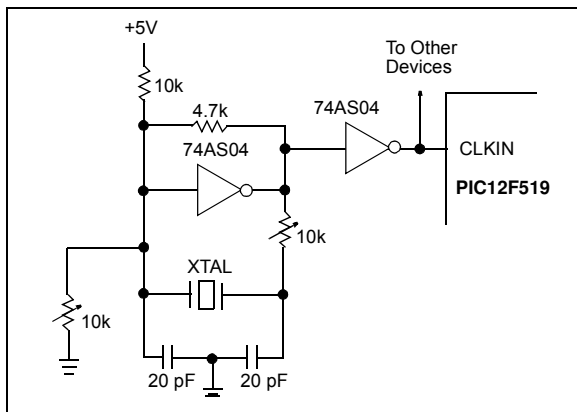 +5V
10k
4.7k
74AS04
74AS04
To Other
Devices
CLKIN
PIC12F519
10k
XTAL
10k
20 pF
20 pF